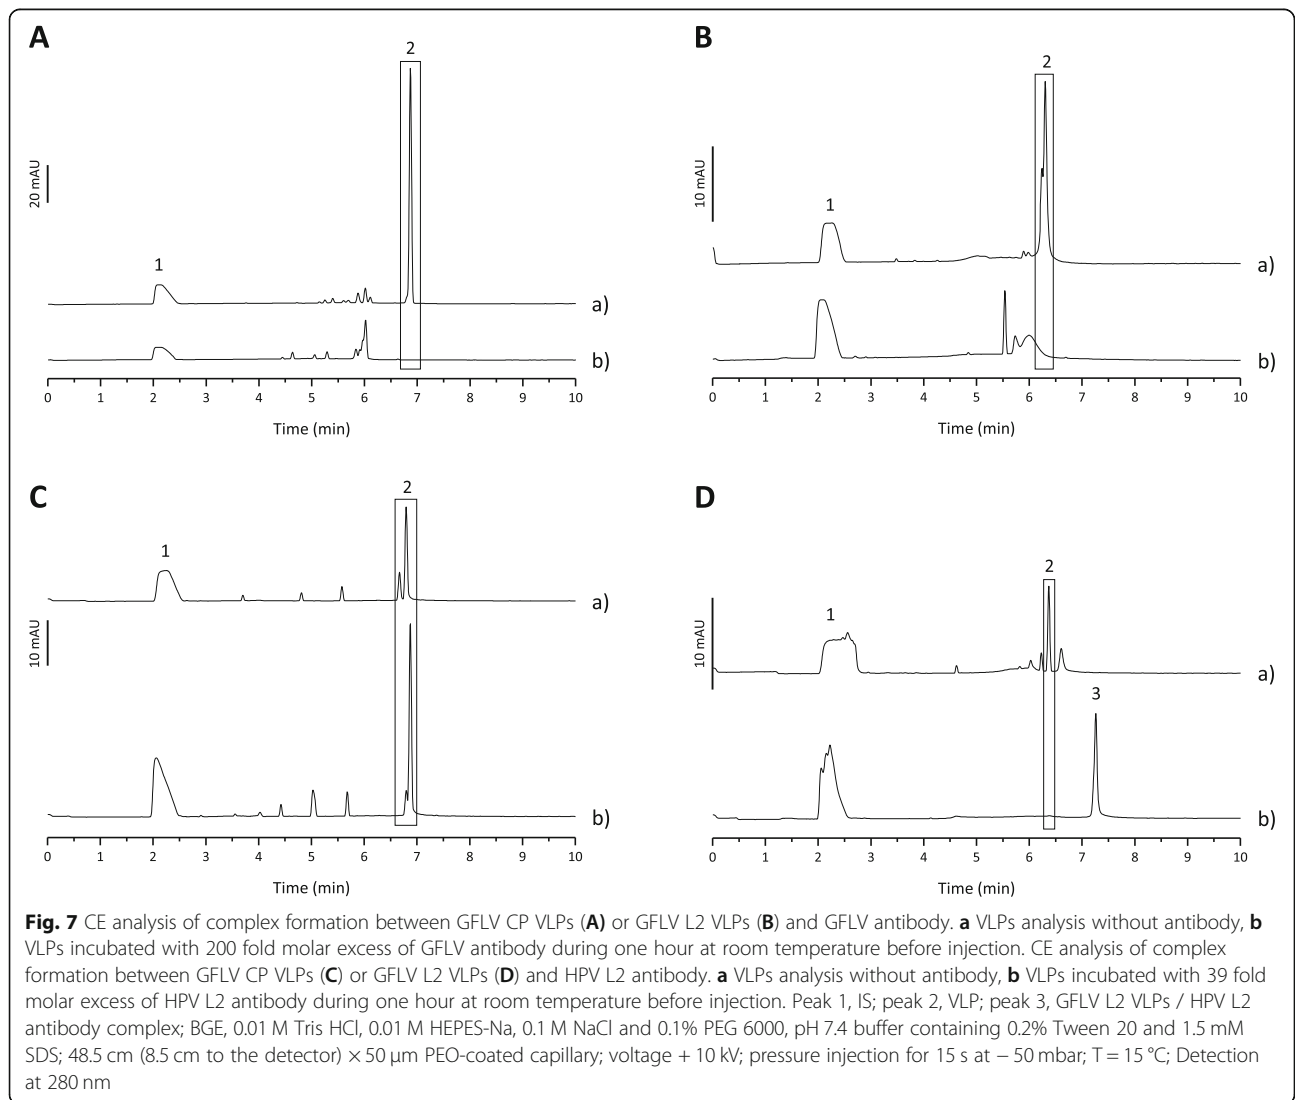 A
2
20 mAU
1
a)
b)
0 1 2 3 4 5 6 7 8 9 10
Time (min)
B
2
10 mAU
1
a)
b)
0 1 2 3 4 5 6 7 8 9 10
Time (min)
C
2
1
a)
10 mAU
b)
0 1 2 3 4 5 6 7 8 9 10
Time (min)
D
2
10 mAU
1
a)
3
b)
0 1 2 3 4 5 6 7 8 9 10
Time (min)
Fig. 7 CE analysis of complex formation between GFLV CP VLPs (A) or GFLV L2 VLPs (B) and GFLV antibody. a VLPs analysis without antibody, b
VLPs incubated with 200 fold molar excess of GFLV antibody during one hour at room temperature before injection. CE analysis of complex
formation between GFLV CP VLPs (C) or GFLV L2 VLPs (D) and HPV L2 antibody. a VLPs analysis without antibody, b VLPs incubated with 39 fold
molar excess of HPV L2 antibody during one hour at room temperature before injection. Peak 1, IS; peak 2, VLP; peak 3, GFLV L2 VLPs / HPV L2
antibody complex; BGE, 0.01 M Tris HCl, 0.01 M HEPES-Na, 0.1 M NaCl and 0.1% PEG 6000, pH 7.4 buffer containing 0.2% Tween 20 and 1.5 mM
SDS; 48.5 cm (8.5 cm to the detector) × 50 μm PEO-coated capillary; voltage + 10 kV; pressure injection for 15 s at − 50 mbar; T = 15 °C; Detection
at 280 nm